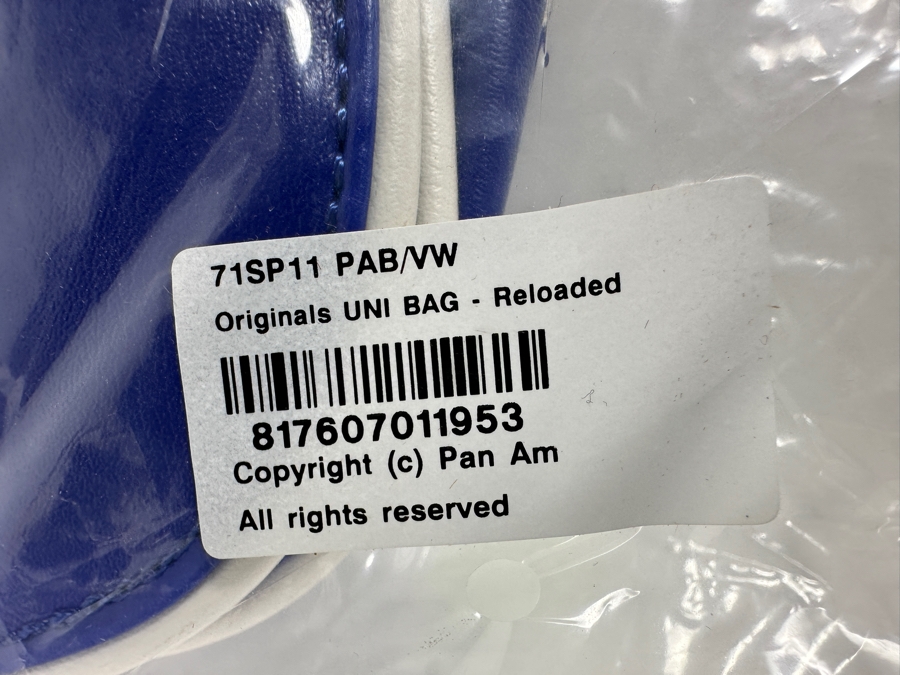 71SP11 PAB/VW
Originals UNI BAG - Reloaded
817607011953
Copyright (c) Pan Am
All rights reserved